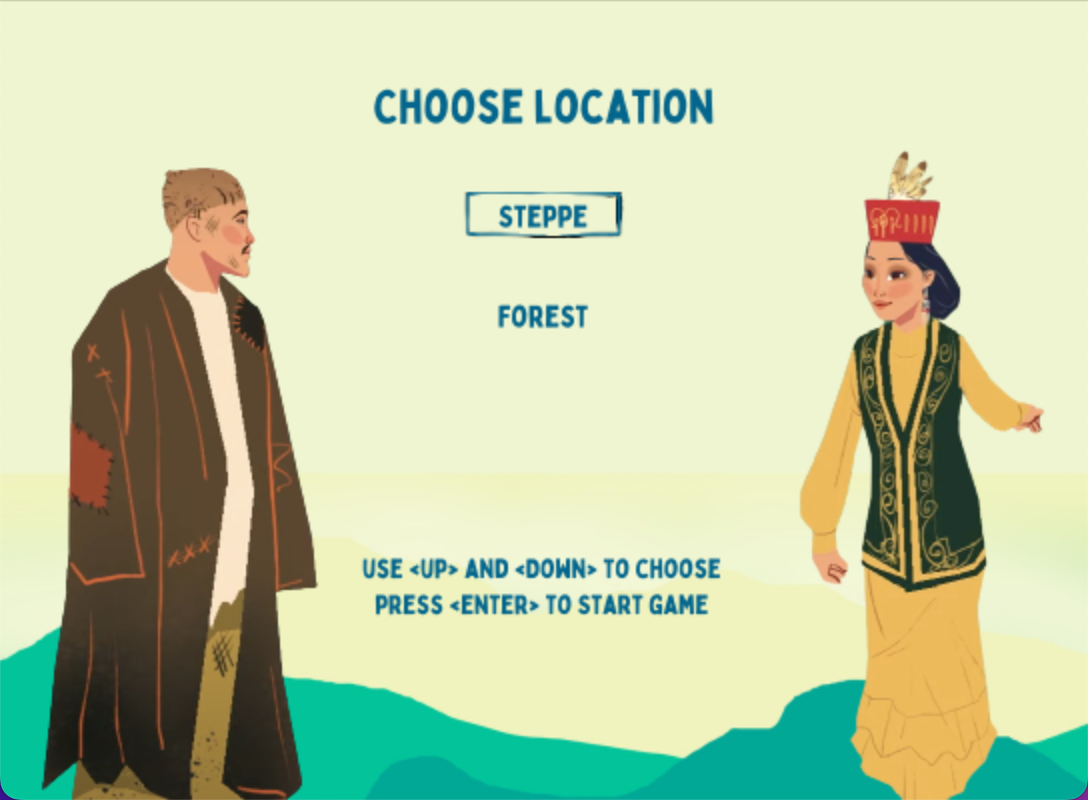 CHOOSE LOCATION
STEPPE
FOREST
USE <UP> AND <DOWN> TO CHOOSE
PRESS <ENTER> TO START GAME